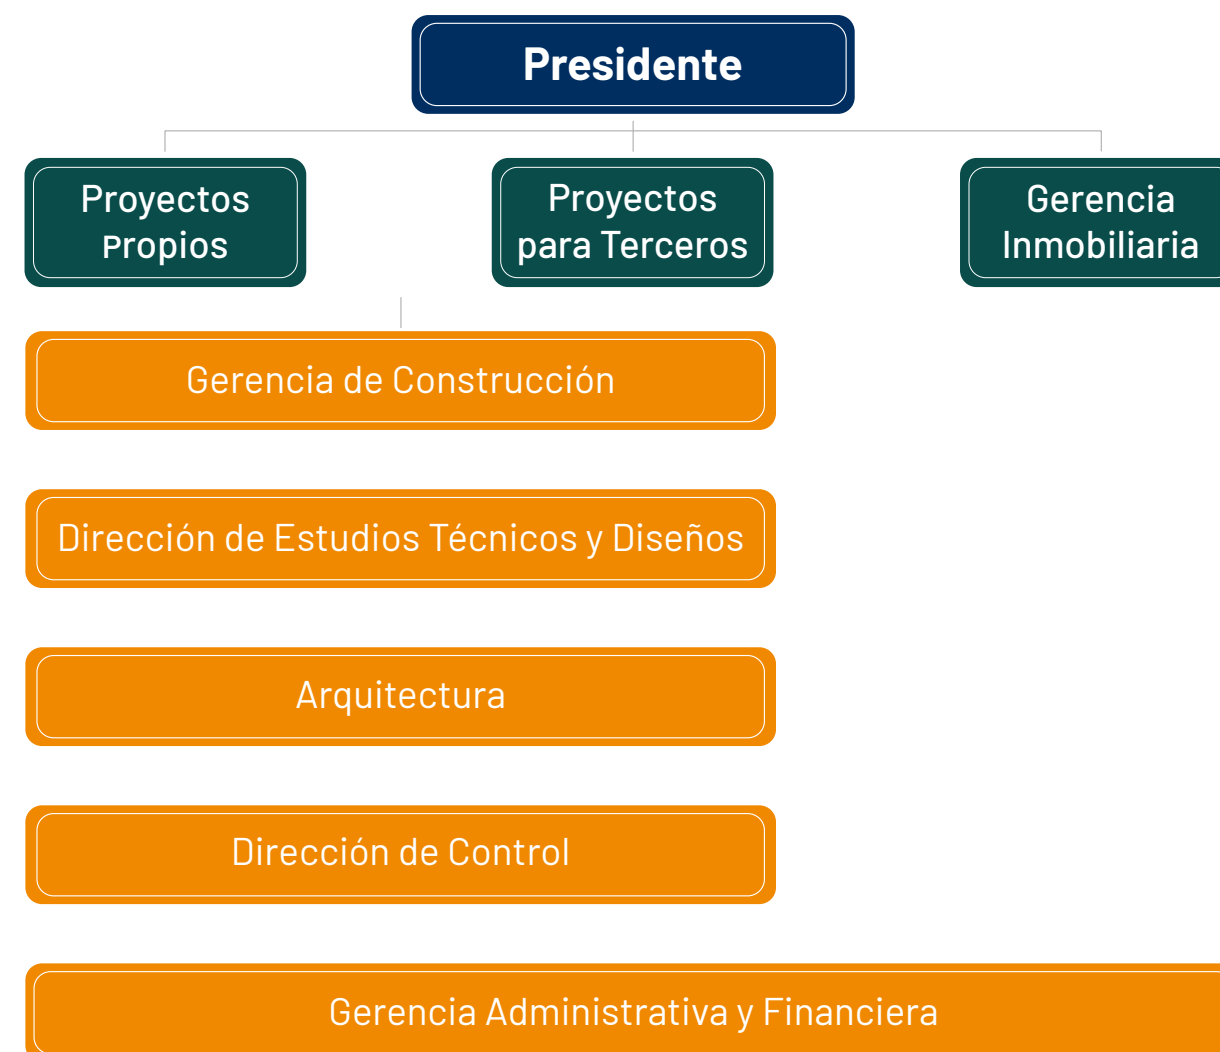 Presidente
Proyectos
Propios
Proyectos
para Terceros
Gerencia
Inmobiliaria
Gerencia de Construcción
Dirección de Estudios Técnicos y Diseños
Arquitectura
Dirección de Control
Gerencia Administrativa y Financiera